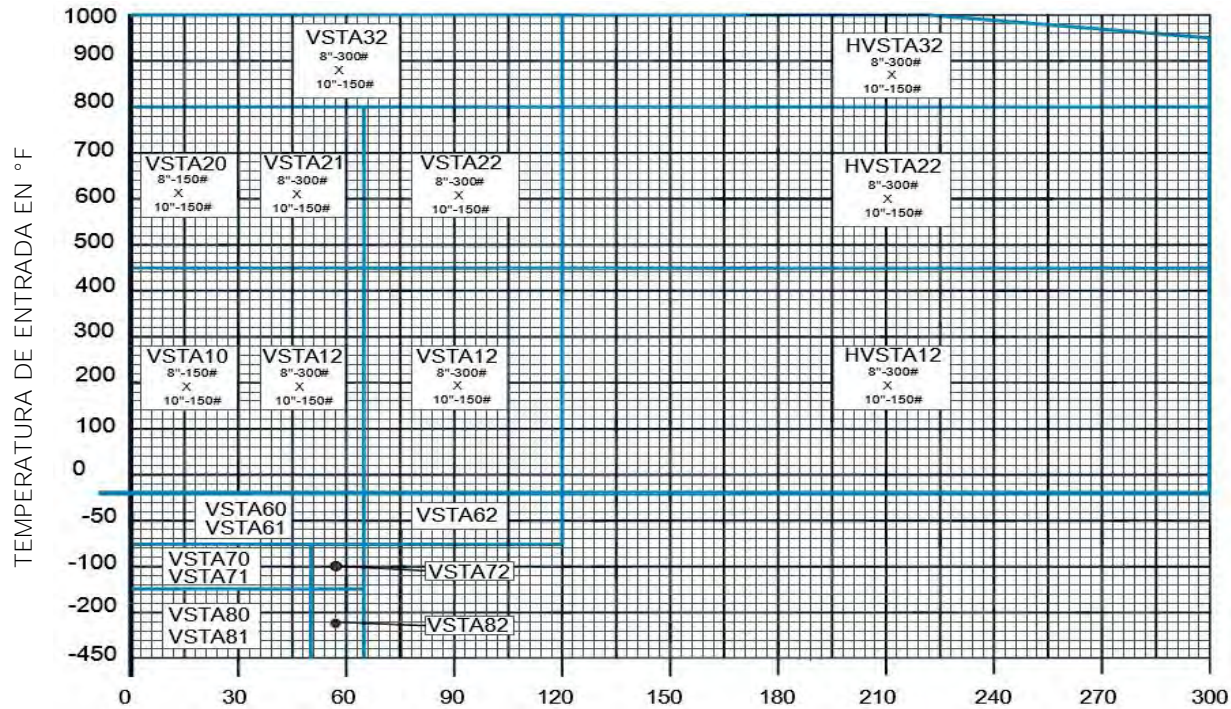 TEMPERATURA DE ENTRADA EN °F
1000
900
800
700
600
500
400
300
200
100
0
-50
-100
-200
-450
VSTA32
8"-300#
X
10"-150#
HVSTA32
8"-300#
X
10"-150#
VSTA20
8"-150#
X
10"-150#
VSTA21
8"-300#
X
10"-150#
VSTA22
8"-300#
X
10"-150#
HVSTA22
8"-300#
X
10"-150#
VSTA10
8"-150#
X
10"-150#
VSTA12
8"-300#
X
10"-150#
VSTA12
8"-300#
X
10"-150#
HVSTA12
8"-300#
X
10"-150#
VSTA60
VSTA61
VSTA62
VSTA70
VSTA71
VSTA72
VSTA80
VSTA81
VSTA82
0 30 60 90 120 150 180 210 240 270 300